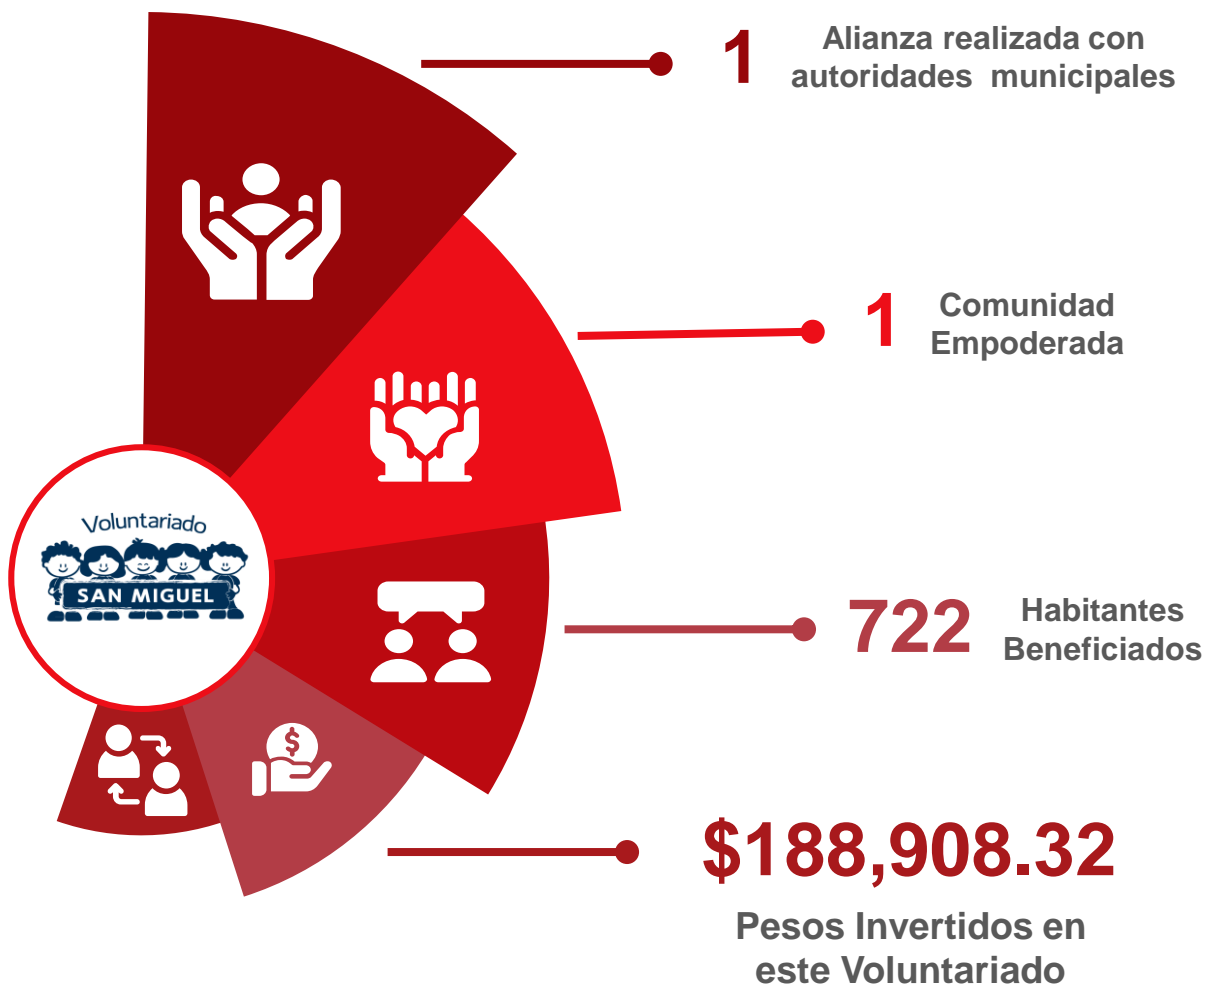 1
Alianza realizada con
autoridades municipales
1
Comunidad
Empoderada
Voluntariado
SAN MIGUEL
722
Habitantes
Beneficiados
$
$188,908.32
Pesos Invertidos en
este Voluntariado